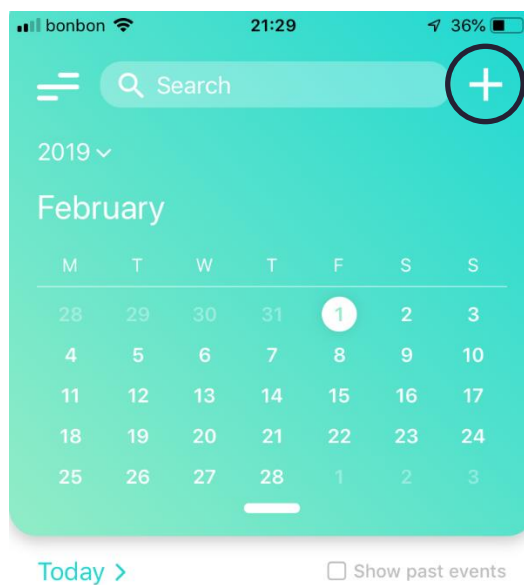 bonbon 21:29 36%
Search
2019
February
M T W T F S S
28 29 30 31 1 2 3
4 5 6 7 8 9 10
11 12 13 14 15 16 17
18 19 20 21 22 23 24
25 26 27 28 1 2 3
Today > Show past events